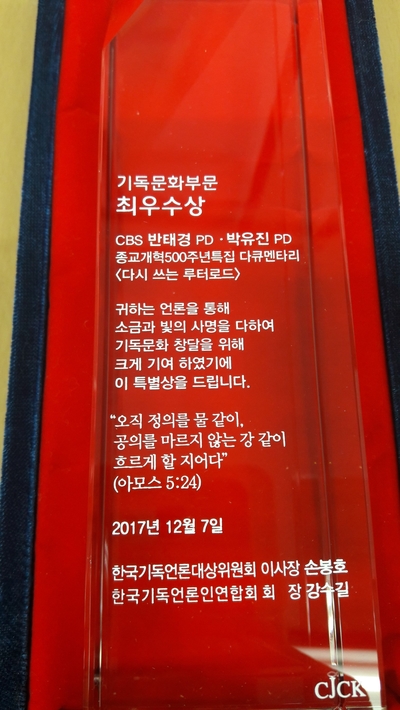 기독문화부문
최우수상
CBS 반태경 PD · 박유진 PD
종교개혁500주년특집 다큐멘타리
<다시 쓰는 루터로드>
귀하는 언론을 통해
소금과 빛의 사명을 다하여
기독문화 창달을 위해
크게 기여 하였기에
이 특별상을 드립니다.
“오직 정의를 물 같이,
공의를 마르지 않는 강 같이
흐르게 할 지어다”
(아모스 5:24)
2017년 12월 7일
한국기독언론대상위원회 이사장 손봉호
한국기독언론인연합회 회 장 강수길
CJCK